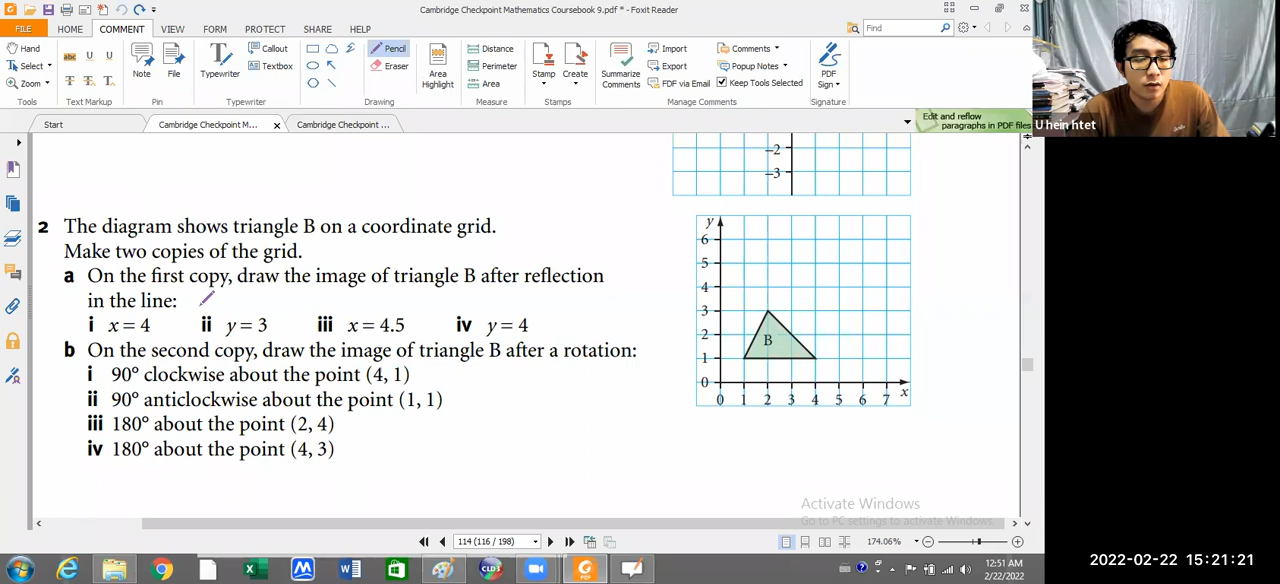 Cambridge Checkpoint Mathematics Coursebook 9.pdf * - Foxit Reader
FILE HOME COMMENT VIEW FORM PROTECT SHARE HELP
Find
Hand
Select
Zoom
Tools
T T T
Text Markup
Note
File
Pin
Typewriter
Callout
Textbox
Typewriter
Pencil
Eraser
Drawing
Area Highlight
Distance
Perimeter
Area
Measure
Stamp
Create
Stamps
Summarize Comments
Import
Export
FDF via Email
Comments
Popup Notes
Keep Tools Selected
Manage Comments
PDF Sign
Signature
Start
Cambridge Checkpoint M...
Cambridge Checkpoint ...
Edit and reflow
paragraphs in PDF files
U hein htet
–2
–3
2 The diagram shows triangle B on a coordinate grid.
Make two copies of the grid.
a On the first copy, draw the image of triangle B after reflection
in the line:
i x = 4 ii y = 3 iii x = 4.5 iv y = 4
b On the second copy, draw the image of triangle B after a rotation:
i 90° clockwise about the point (4, 1)
ii 90° anticlockwise about the point (1, 1)
iii 180° about the point (2, 4)
iv 180° about the point (4, 3)
y
6
5
4
3
2
1
0
B
0 1 2 3 4 5 6 7 x
Activate Windows
Go to PC settings to activate Windows.
114 (116 / 198)
174.06%
12:51 AM
2/22/2022
2022-02-22 15:21:21